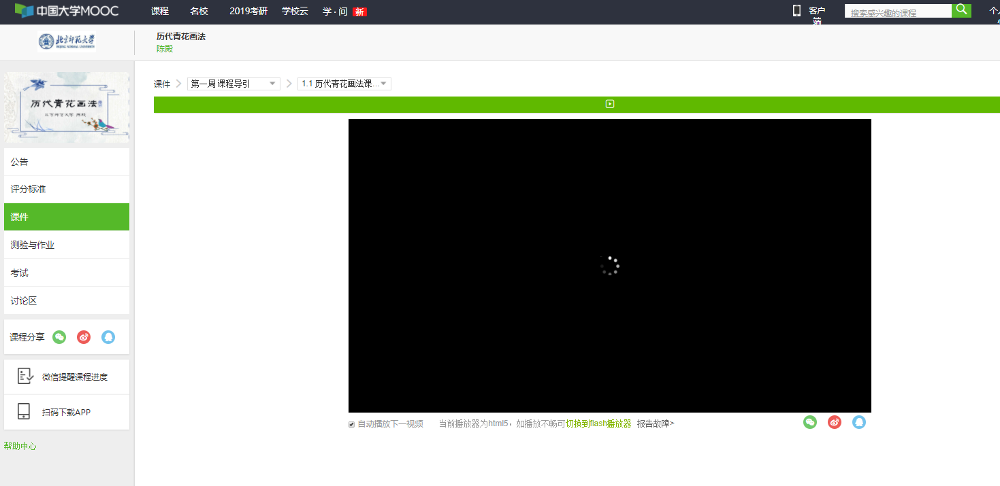 中国大学MOOC
课程
名校
2019考研
学校云
学·问
新
客户端
搜索感兴趣的课程
北京师范大学
BEIJING NORMAL UNIVERSITY
历代青花画法
陈殿
历代青花画法
北京师范大学 陈殿
公告
评分标准
课件
测验与作业
考试
讨论区
课程分享
微信提醒课程进度
扫码下载APP
帮助中心
课件
第一周 课程导引
1.1 历代青花画法课...
自动播放下一视频
当前播放器为html5，如播放不畅可切换到flash播放器
报告故障>